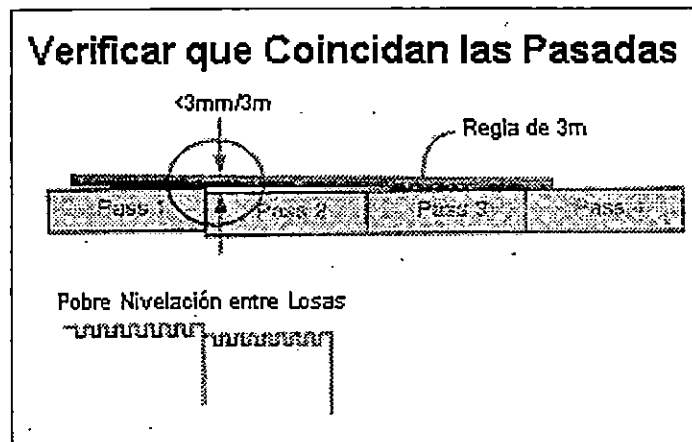 Verificar que Coincidan las Pasadas
<3mm/3m
Regla de 3m
Pass 1 Pass 2 Pass 3 Pass
Pobre Nivelación entre Losas